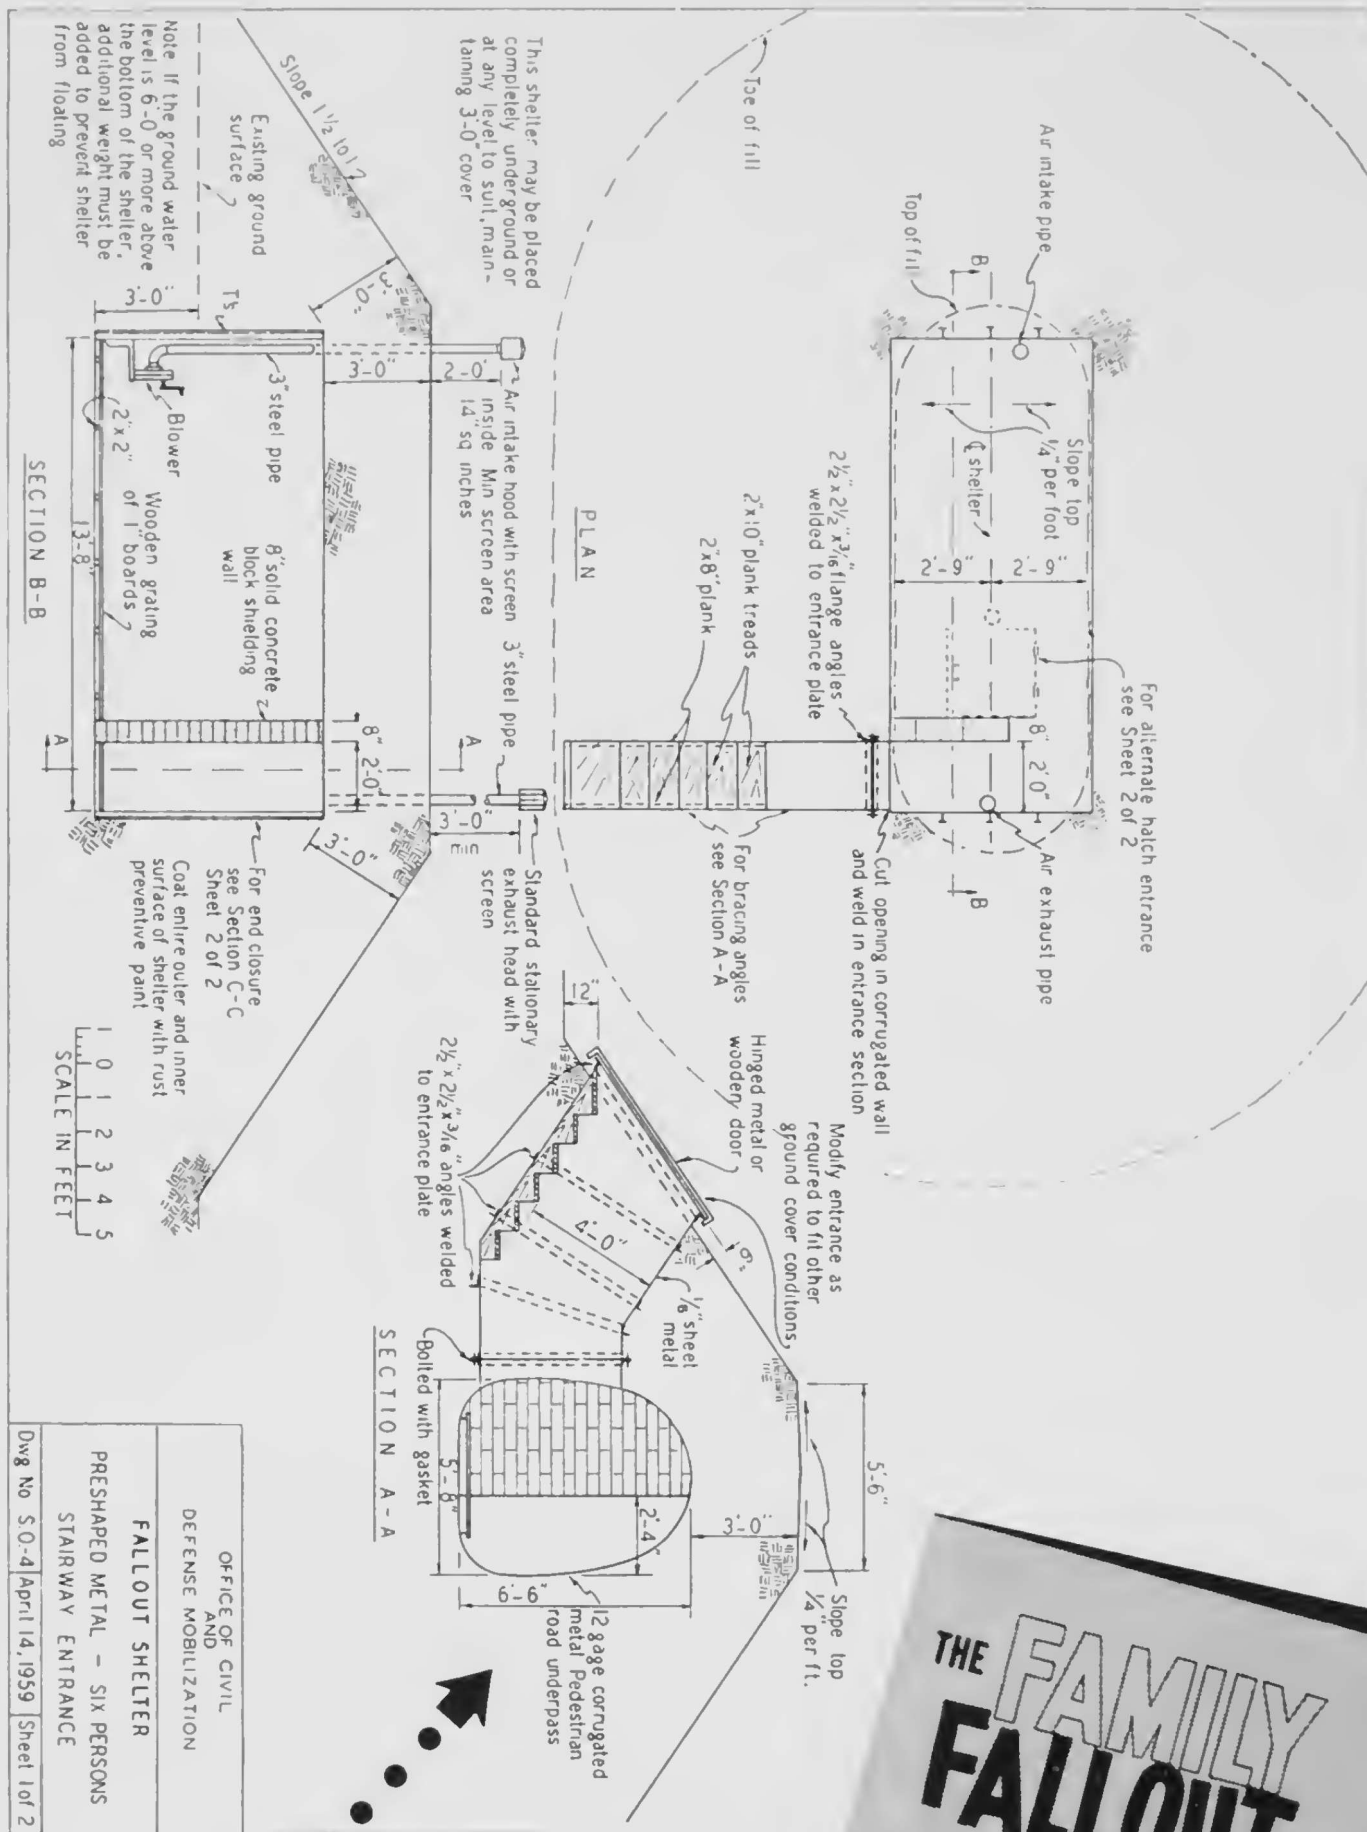 Air intake pipe
Toe of fill
Top of fill
B
B
Slope top
1/4" per foot
℄ shelter
2'-9"
2'-9"
8"
2'0"
For alternate hatch entrance
see Sheet 2 of 2
Air exhaust pipe
Cut opening in corrugated wall
and weld in entrance section
2½ x 2½" x 3/16" flange angles
welded to entrance plate
2"x10" plank treads
2"x8" plank
For bracing angles
see Section A-A
PLAN
This shelter may be placed
completely underground or
at any level to suit, main-
taining 3'-0" cover
Slope 1 ½ to 1
Existing ground
surface
Note If the ground water
level is 6'-0" or more above
the bottom of the shelter,
additional weight must be
added to prevent shelter
from floating
3'-0"
3'-0"
3'-0"
2'-0"
Air intake hood with screen
inside Min screen area
14" sq inches
3" steel pipe
3" steel pipe
Blower
2"x2"
Wooden grating
of 1" boards
8" solid concrete
block shielding
wall
8"
2'-0"
13'-8"
A
A
SECTION B-B
3'-0"
min
3'-0"
Standard stationary
exhaust head with
screen
For end closure
see Section C-C
Sheet 2 of 2
Coat entire outer and inner
surface of shelter with rust
preventive paint
1 0 1 2 3 4 5
SCALE IN FEET
12"
Hinged metal or
wooden door
Modify entrance as
required to fit other
ground cover conditions,
4'-0"
1/8" sheet
metal
2½" x 2½ x 3/16" angles welded
to entrance plate
Bolted with gasket
5'-6"
3'-0"
2'-4"
5'-8"
6'-6"
Slope top
1/4" per ft.
12 gage corrugated
metal Pedestrian
road underpass
SECTION A-A
OFFICE OF CIVIL
AND
DEFENSE MOBILIZATION
FALLOUT SHELTER
PRESHAPED METAL - SIX PERSONS
STAIRWAY ENTRANCE
Dwg No S.O.-4 April 14, 1959 Sheet 1 of 2
THE FAMILY
FALLOUT